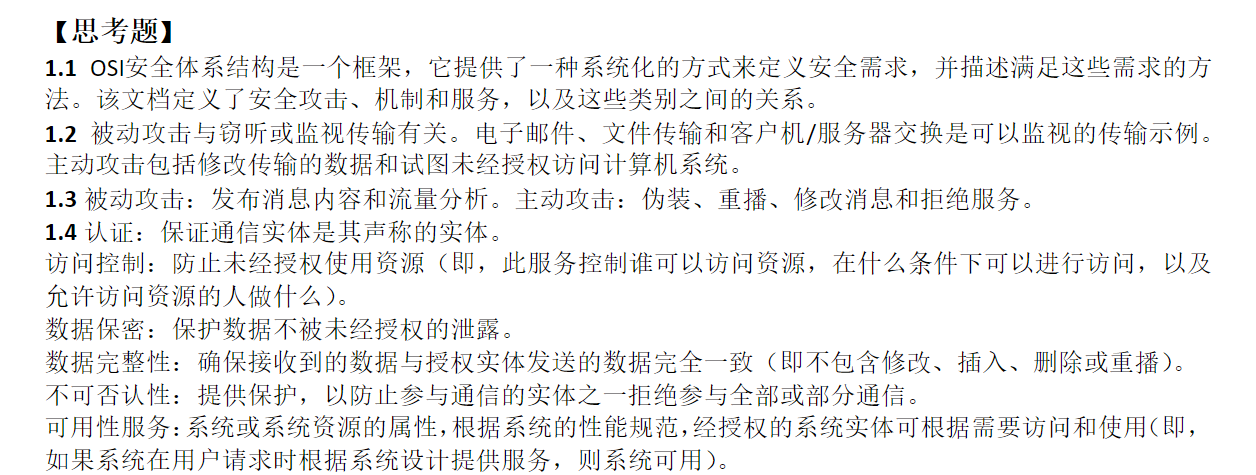 【思考题】
1.1 OSI安全体系结构是一个框架，它提供了一种系统化的方式来定义安全需求，并描述满足这些需求的方
法。该文档定义了安全攻击、机制和服务，以及这些类别之间的关系。
1.2 被动攻击与窃听或监视传输有关。电子邮件、文件传输和客户机/服务器交换是可以监视的传输示例。
主动攻击包括修改传输的数据和试图未经授权访问计算机系统。
1.3 被动攻击：发布消息内容和流量分析。主动攻击：伪装、重播、修改消息和拒绝服务。
1.4 认证：保证通信实体是其声称的实体。
访问控制：防止未经授权使用资源（即，此服务控制谁可以访问资源，在什么条件下可以进行访问，以及
允许访问资源的人做什么）。
数据保密：保护数据不被未经授权的泄露。
数据完整性：确保接收到的数据与授权实体发送的数据完全一致（即不包含修改、插入、删除或重播）。
不可否认性：提供保护，以防止参与通信的实体之一拒绝参与全部或部分通信。
可用性服务：系统或系统资源的属性，根据系统的性能规范，经授权的系统实体可根据需要访问和使用（即，
如果系统在用户请求时根据系统设计提供服务，则系统可用）。